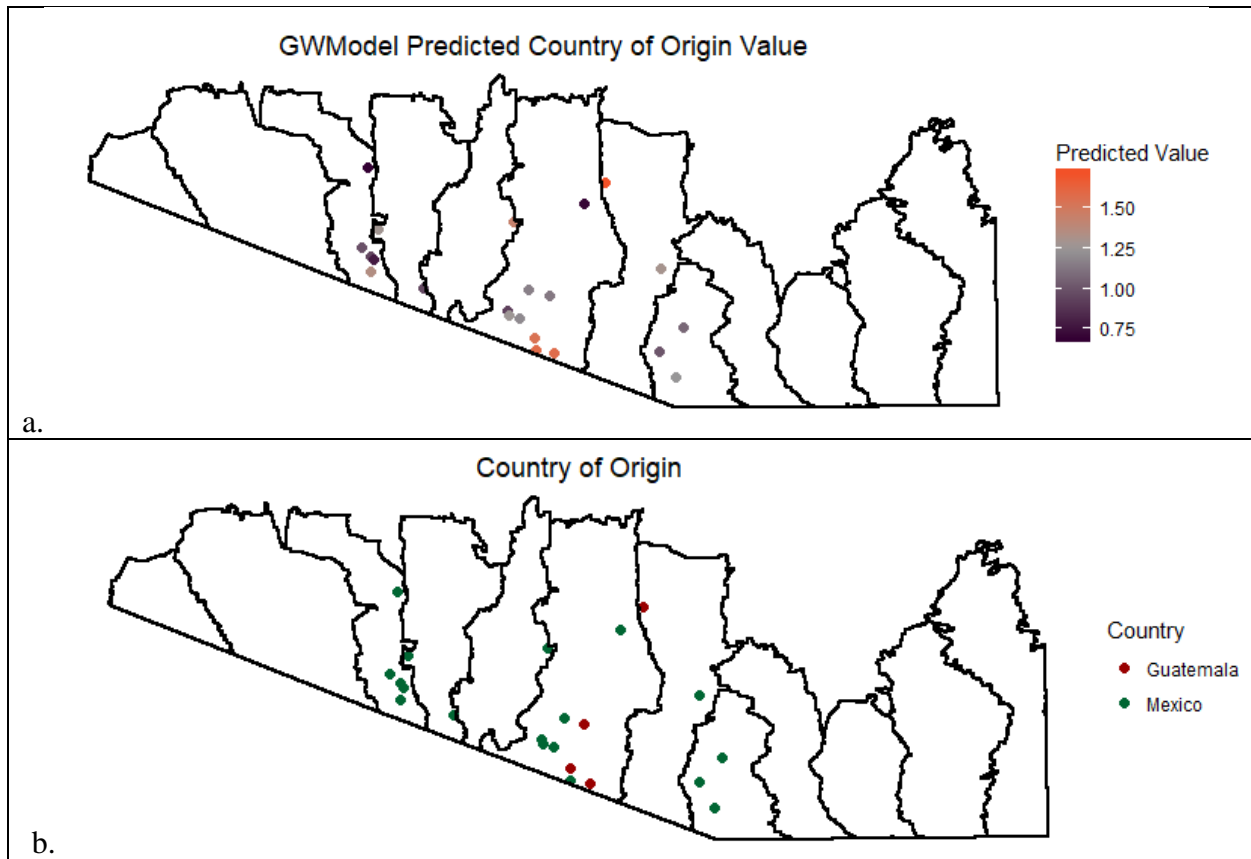 GWModel Predicted Country of Origin Value
Predicted Value
1.50
1.25
1.00
0.75
a.
Country of Origin
Country
Guatemala
Mexico
b.